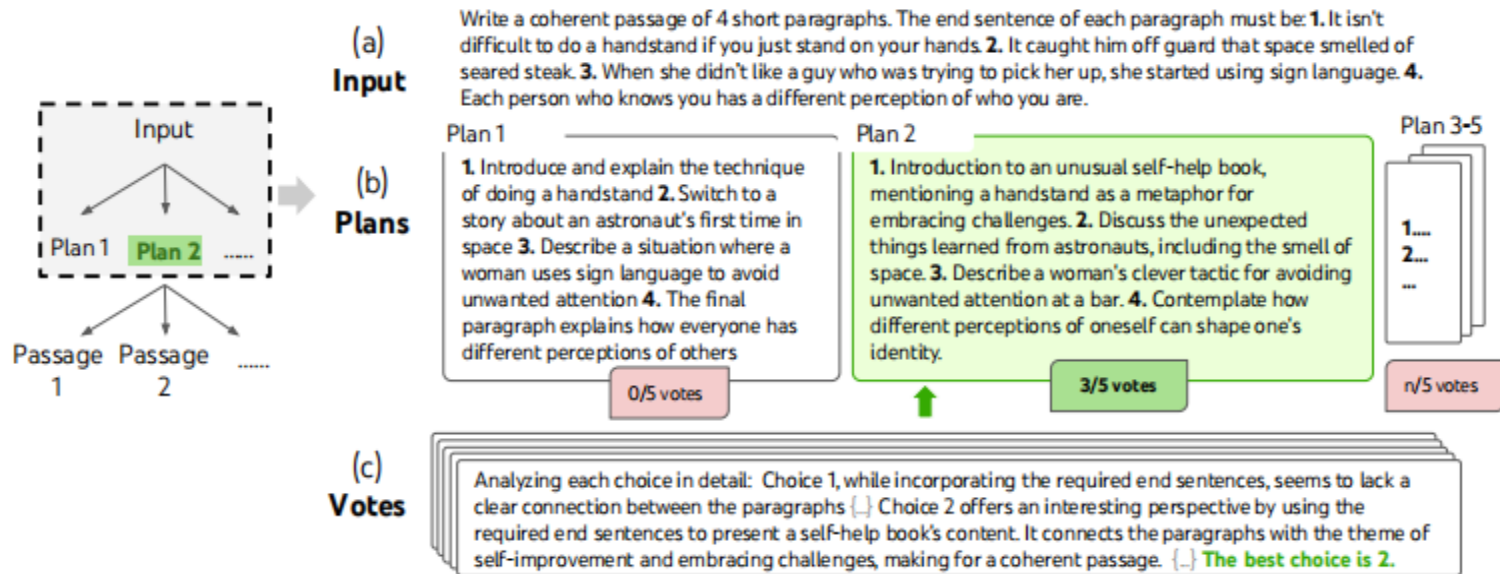 (a)
Input
Write a coherent passage of 4 short paragraphs. The end sentence of each paragraph must be: 1. It isn't
difficult to do a handstand if you just stand on your hands. 2. It caught him off guard that space smelled of
seared steak. 3. When she didn't like a guy who was trying to pick her up, she started using sign language. 4.
Each person who knows you has a different perception of who you are.
Input
Plan 1
Plan 2
......
Passage
1
Passage
2
......
(b)
Plans
Plan 1
1. Introduce and explain the technique
of doing a handstand 2. Switch to a
story about an astronaut's first time in
space 3. Describe a situation where a
woman uses sign language to avoid
unwanted attention 4. The final
paragraph explains how everyone has
different perceptions of others
0/5 votes
Plan 2
1. Introduction to an unusual self-help book,
mentioning a handstand as a metaphor for
embracing challenges. 2. Discuss the unexpected
things learned from astronauts, including the smell of
space. 3. Describe a woman's clever tactic for avoiding
unwanted attention at a bar. 4. Contemplate how
different perceptions of oneself can shape one's
identity.
3/5 votes
Plan 3-5
1....
2...
...
n/5 votes
(c)
Votes
Analyzing each choice in detail: Choice 1, while incorporating the required end sentences, seems to lack a
clear connection between the paragraphs {...} Choice 2 offers an interesting perspective by using the
required end sentences to present a self-help book's content. It connects the paragraphs with the theme of
self-improvement and embracing challenges, making for a coherent passage. {...} The best choice is 2.